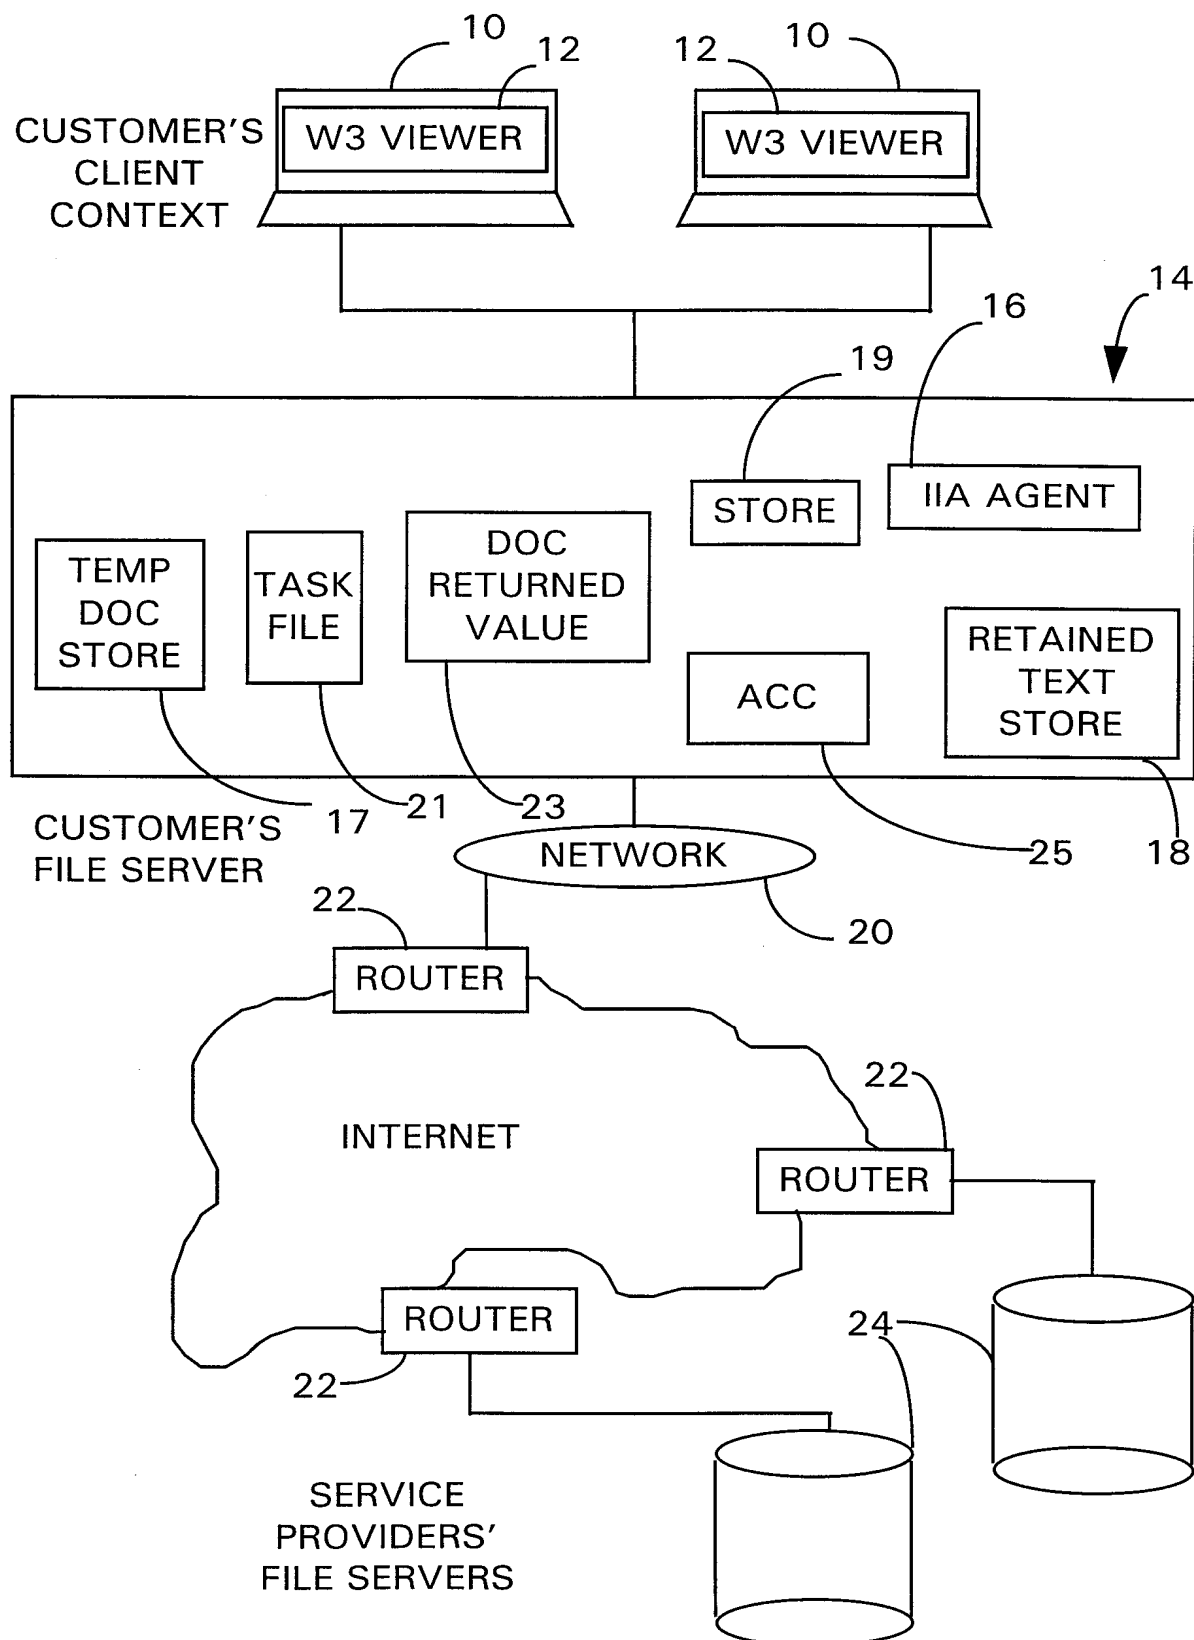 10
12
W3 VIEWER
12
10
W3 VIEWER
CUSTOMER'S
CLIENT
CONTEXT
14
16
19
STORE
IIA AGENT
TEMP
DOC
STORE
TASK
FILE
DOC
RETURNED
VALUE
ACC
RETAINED
TEXT
STORE
17
21
23
25
18
CUSTOMER'S
FILE SERVER
NETWORK
20
22
ROUTER
INTERNET
22
ROUTER
ROUTER
22
24
SERVICE
PROVIDERS'
FILE SERVERS